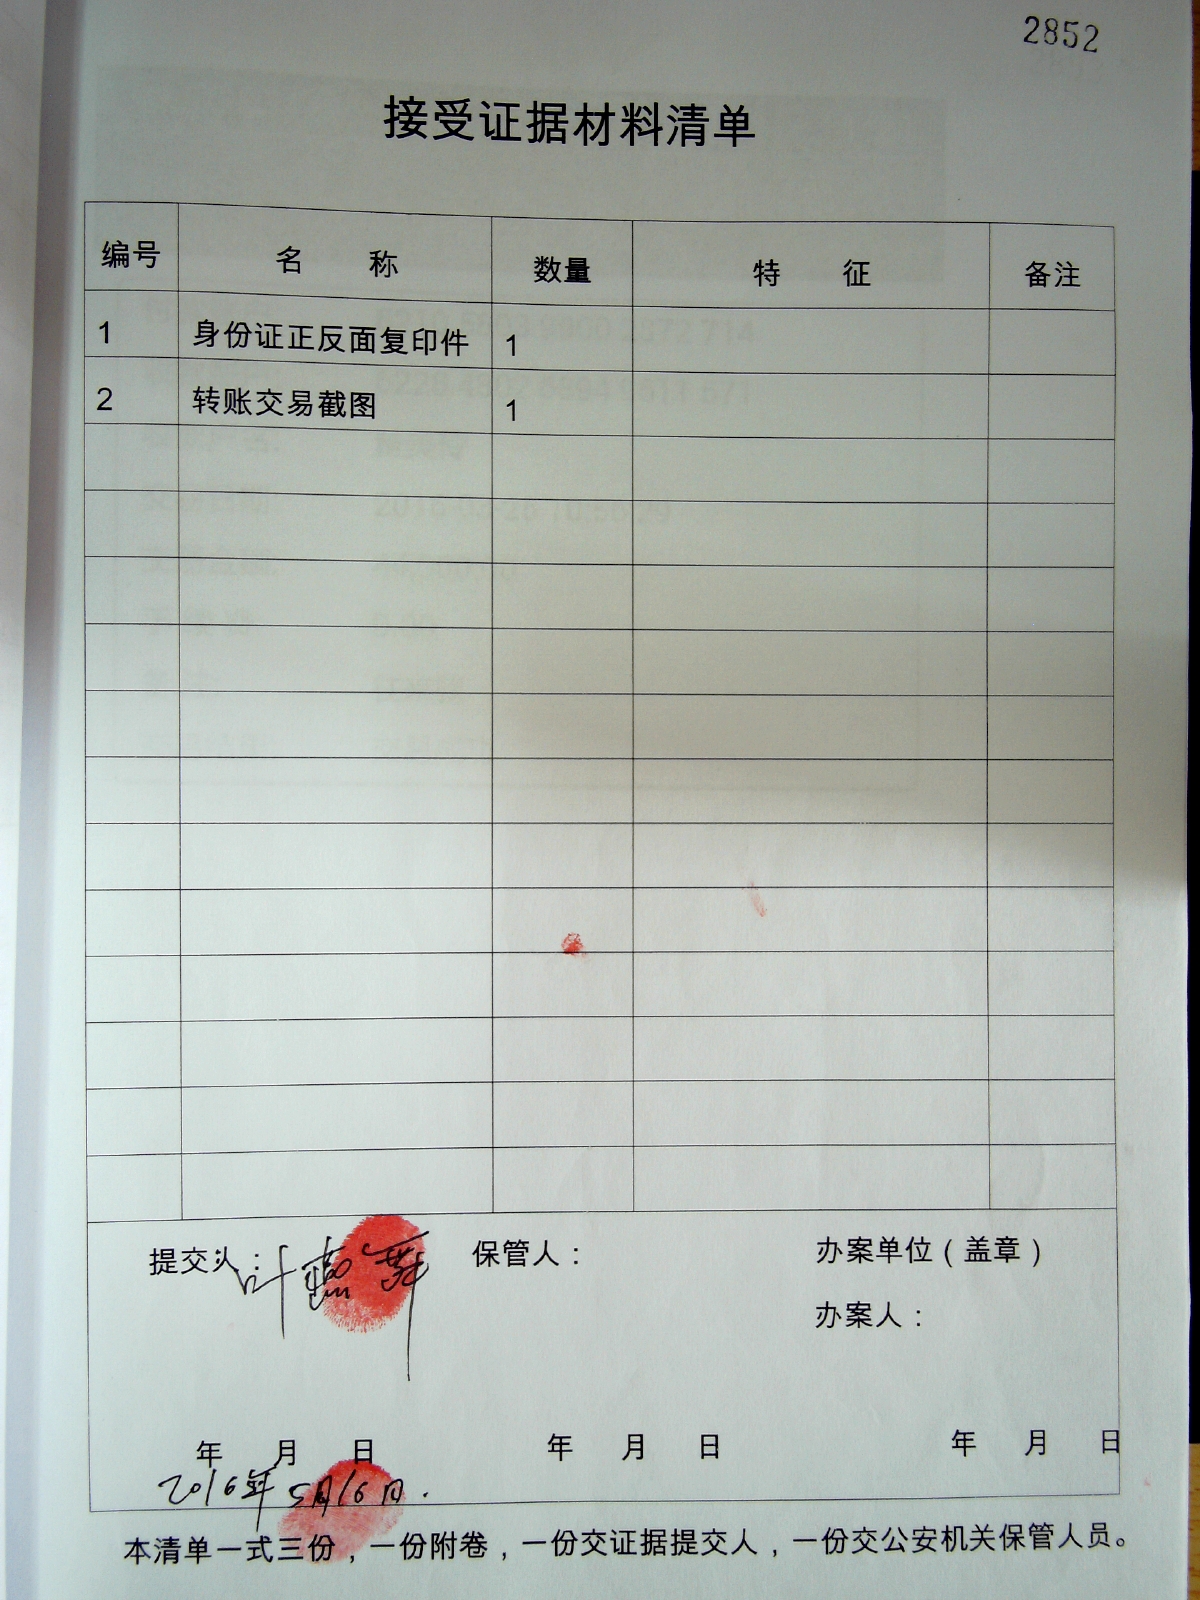 2852
接受证据材料清单
编号 名 称 数量 特 征 备注
1 身份证正反面复印件 1
2 转账交易截图 1
提交人：叶 保管人： 办案单位（盖章）
办案人：
年 月 日 年 月 日 年 月 日
2016年5月16日.
本清单一式三份，一份附卷，一份交证据提交人，一份交公安机关保管人员。